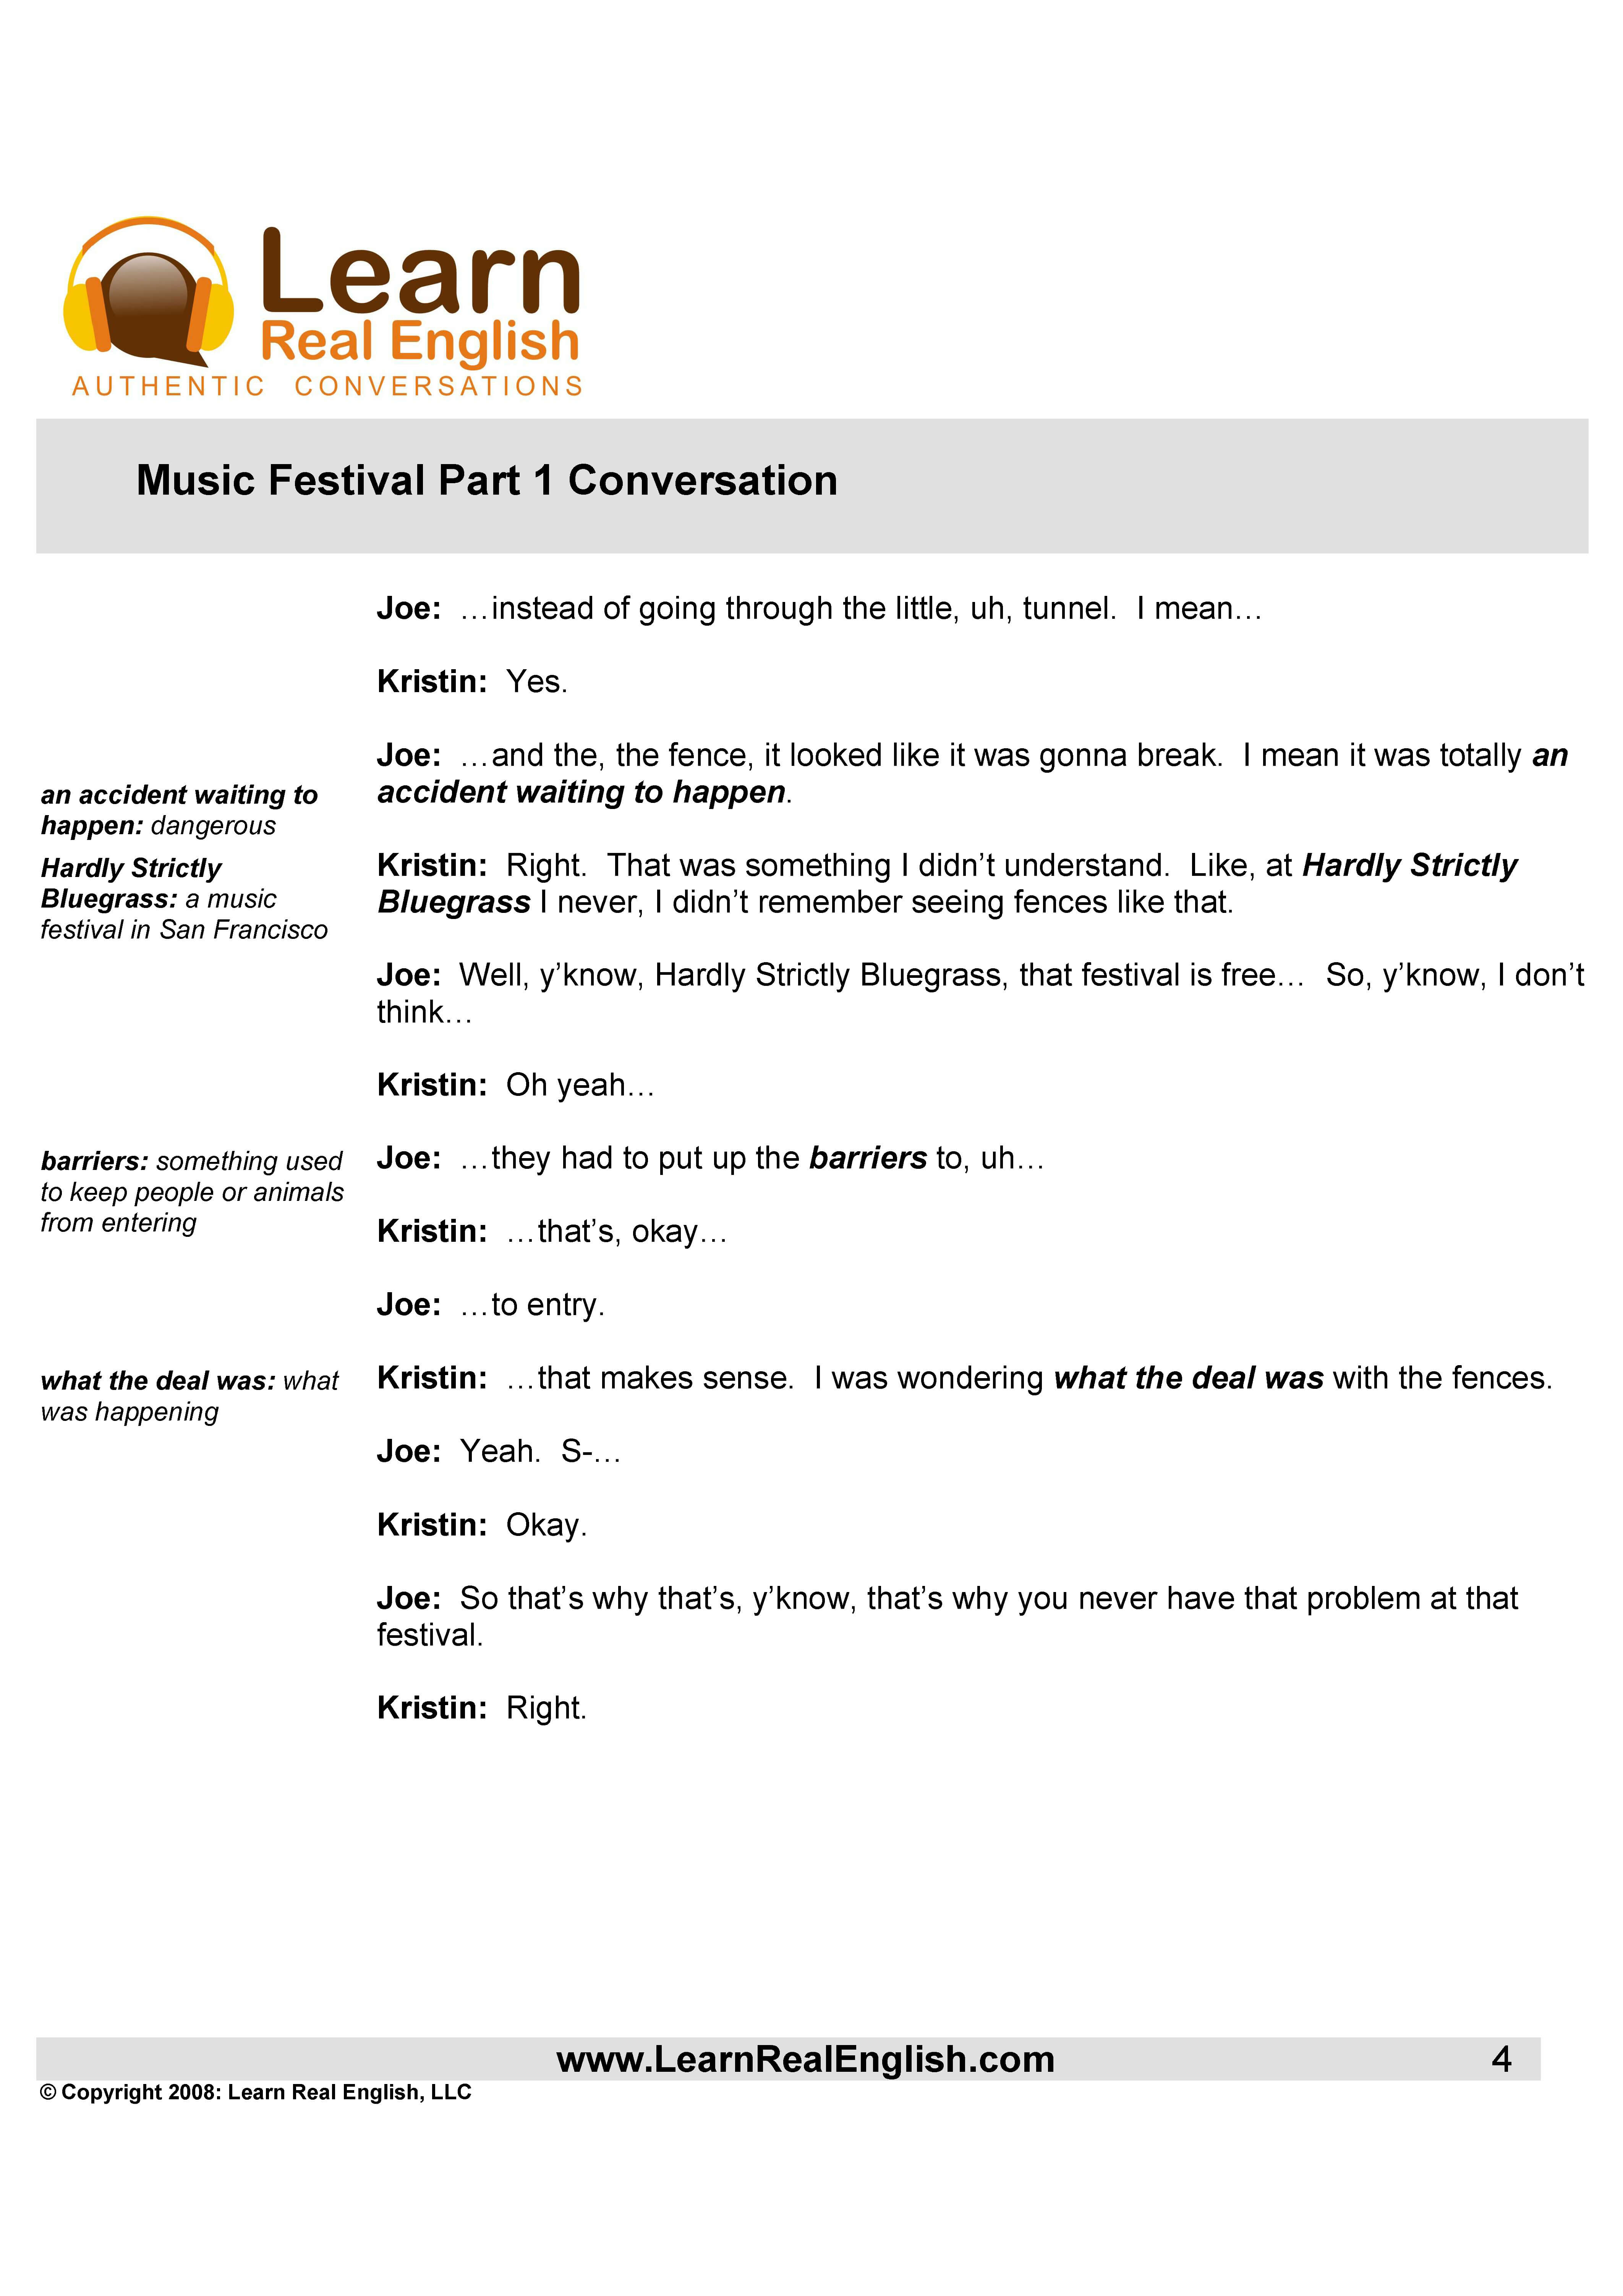 Learn
Real English
AUTHENTIC CONVERSATIONS
Music Festival Part 1 Conversation
Joe: …instead of going through the little, uh, tunnel. I mean…
Kristin: Yes.
Joe: …and the, the fence, it looked like it was gonna break. I mean it was totally an
accident waiting to happen.
an accident waiting to
happen: dangerous
Kristin: Right. That was something I didn’t understand. Like, at Hardly Strictly
Bluegrass I never, I didn’t remember seeing fences like that.
Hardly Strictly
Bluegrass: a music
festival in San Francisco
Joe: Well, y’know, Hardly Strictly Bluegrass, that festival is free… So, y’know, I don’t
think…
Kristin: Oh yeah…
Joe: …they had to put up the barriers to, uh…
barriers: something used
to keep people or animals
from entering
Kristin: …that’s, okay…
Joe: …to entry.
Kristin: …that makes sense. I was wondering what the deal was with the fences.
what the deal was: what
was happening
Joe: Yeah. S-…
Kristin: Okay.
Joe: So that’s why that’s, y’know, that’s why you never have that problem at that
festival.
Kristin: Right.
www.LearnRealEnglish.com 4
© Copyright 2008: Learn Real English, LLC